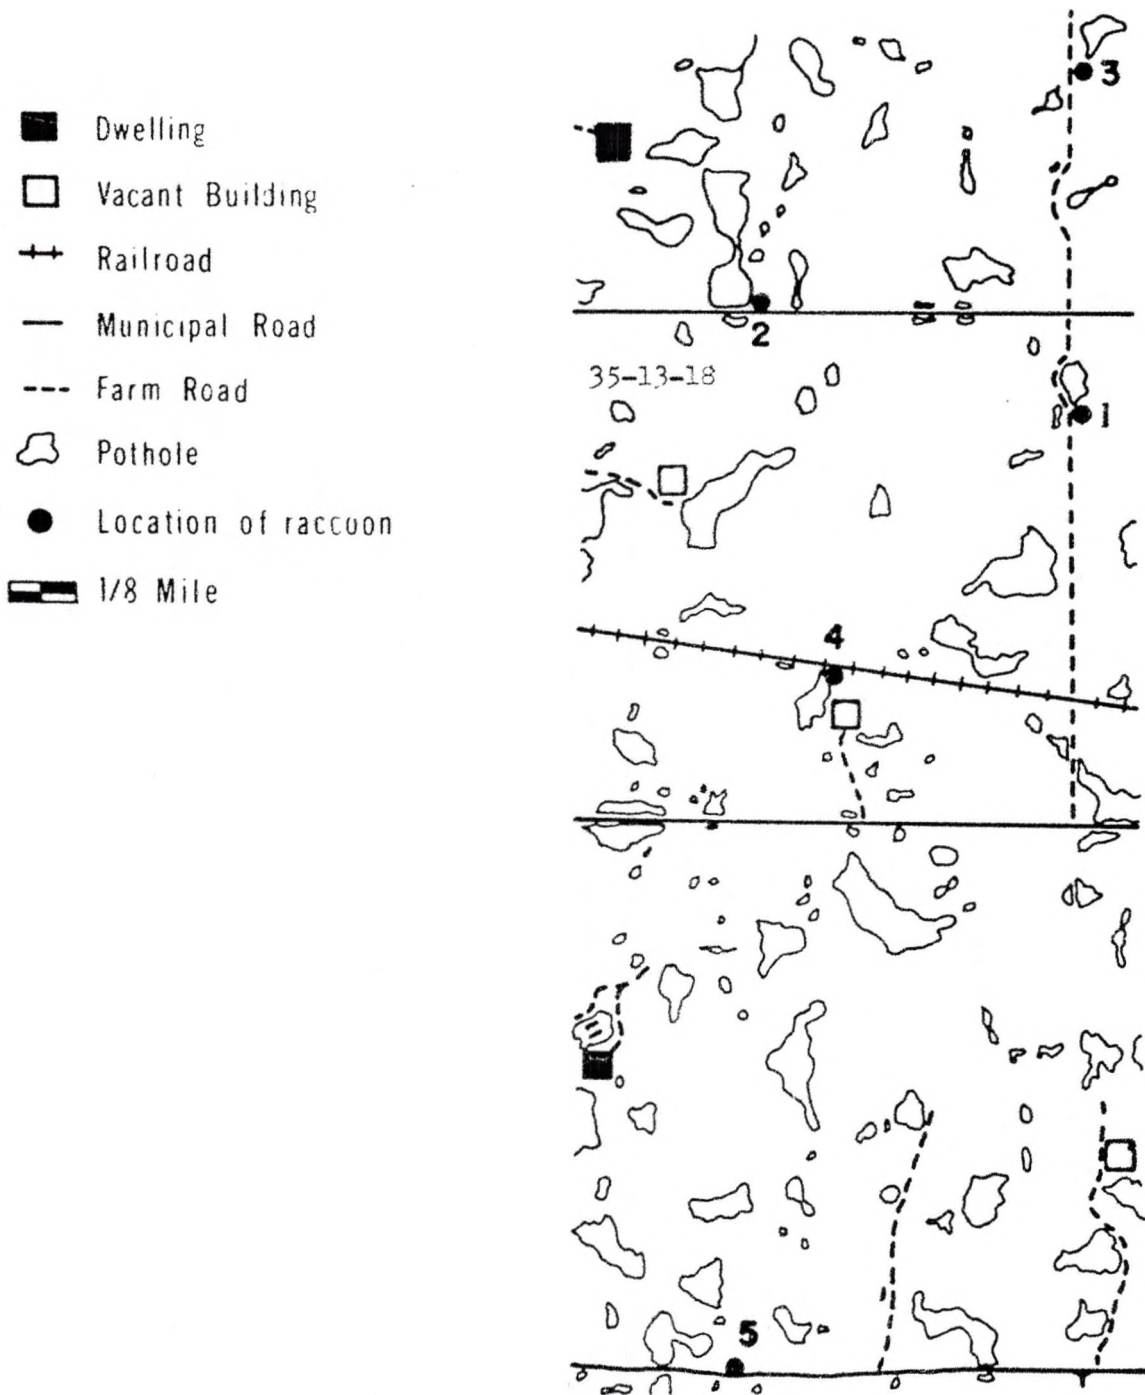 Dwelling
Vacant Building
Railroad
Municipal Road
Farm Road
Pothole
Location of raccoon
1/8 Mile
3
2
35-13-18
1
4
5